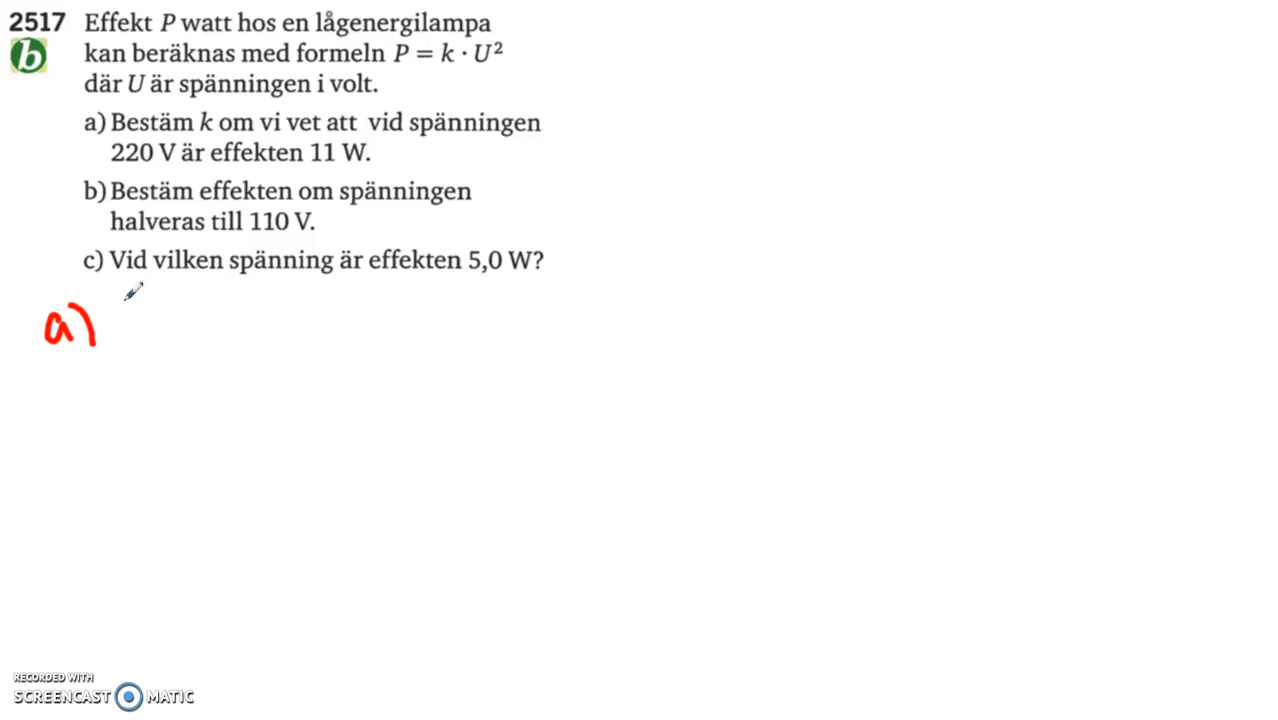 2517 Effekt P watt hos en lågenergilampa
b kan beräknas med formeln P = k · U²
där U är spänningen i volt.
a) Bestäm k om vi vet att vid spänningen
220 V är effekten 11 W.
b) Bestäm effekten om spänningen
halveras till 110 V.
c) Vid vilken spänning är effekten 5,0 W?
a)
RECORDED WITH
SCREENCAST MATIC